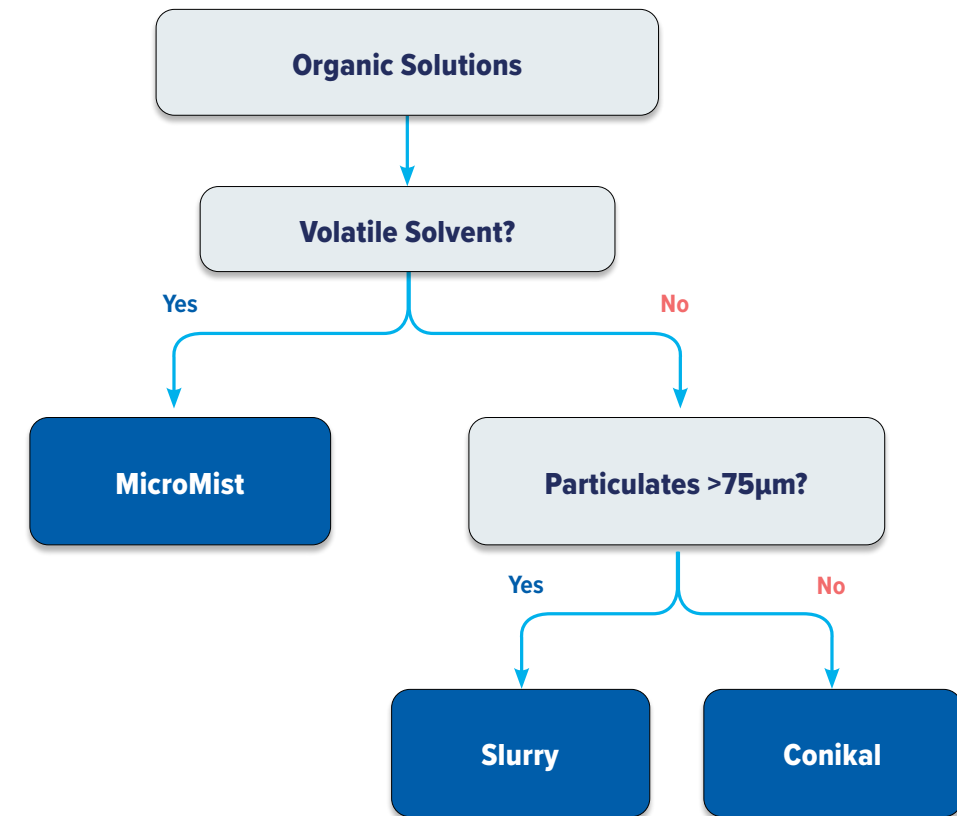 Organic Solutions
Volatile Solvent?
Yes
No
MicroMist
Particulates >75µm?
Yes
No
Slurry
Conikal